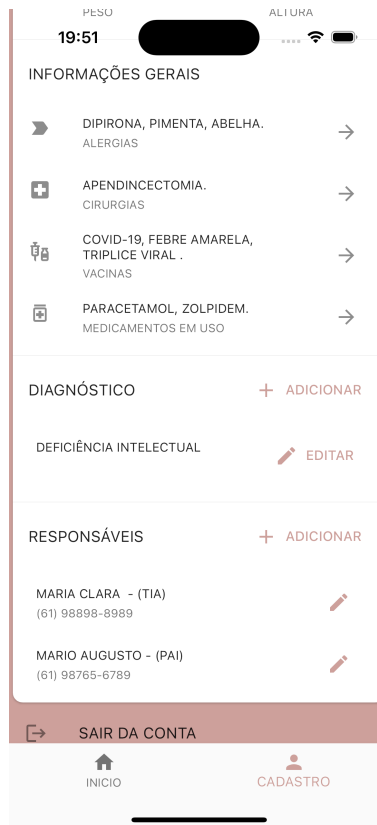 PESO ALTURA
19:51
INFORMAÇÕES GERAIS
DIPIRONA, PIMENTA, ABELHA.
ALERGIAS
APENDINCECTOMIA.
CIRURGIAS
COVID-19, FEBRE AMARELA,
TRIPLICE VIRAL .
VACINAS
PARACETAMOL, ZOLPIDEM.
MEDICAMENTOS EM USO
DIAGNÓSTICO + ADICIONAR
DEFICIÊNCIA INTELECTUAL
EDITAR
RESPONSÁVEIS + ADICIONAR
MARIA CLARA  - (TIA)
(61) 98898-8989
MARIO AUGUSTO - (PAI)
(61) 98765-6789
SAIR DA CONTA
INICIO CADASTRO